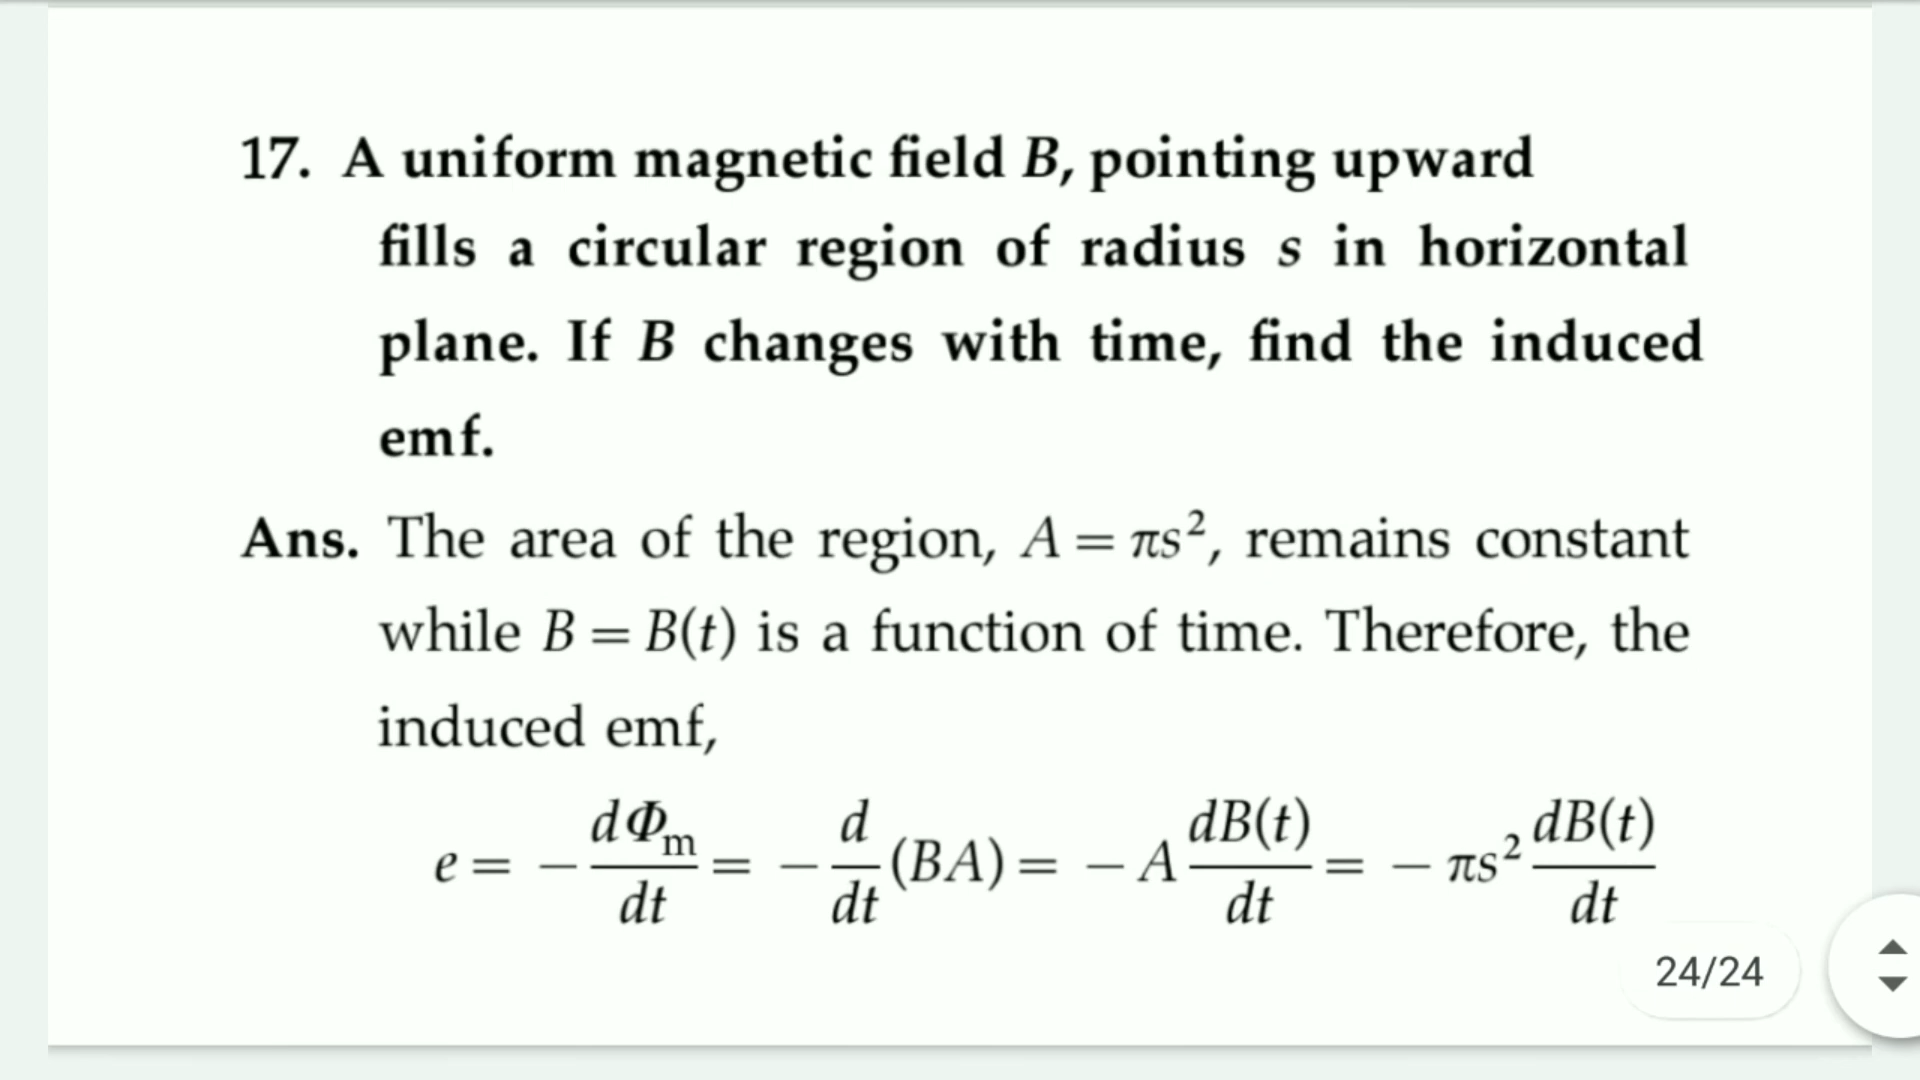 17. A uniform magnetic field B, pointing upward
fills a circular region of radius s in horizontal
plane. If B changes with time, find the induced
emf.
Ans. The area of the region, A = πs², remains constant
while B = B(t) is a function of time. Therefore, the
induced emf,
e = − dΦₘ/dt = − d/dt (BA) = − A dB(t)/dt = − πs² dB(t)/dt
24/24